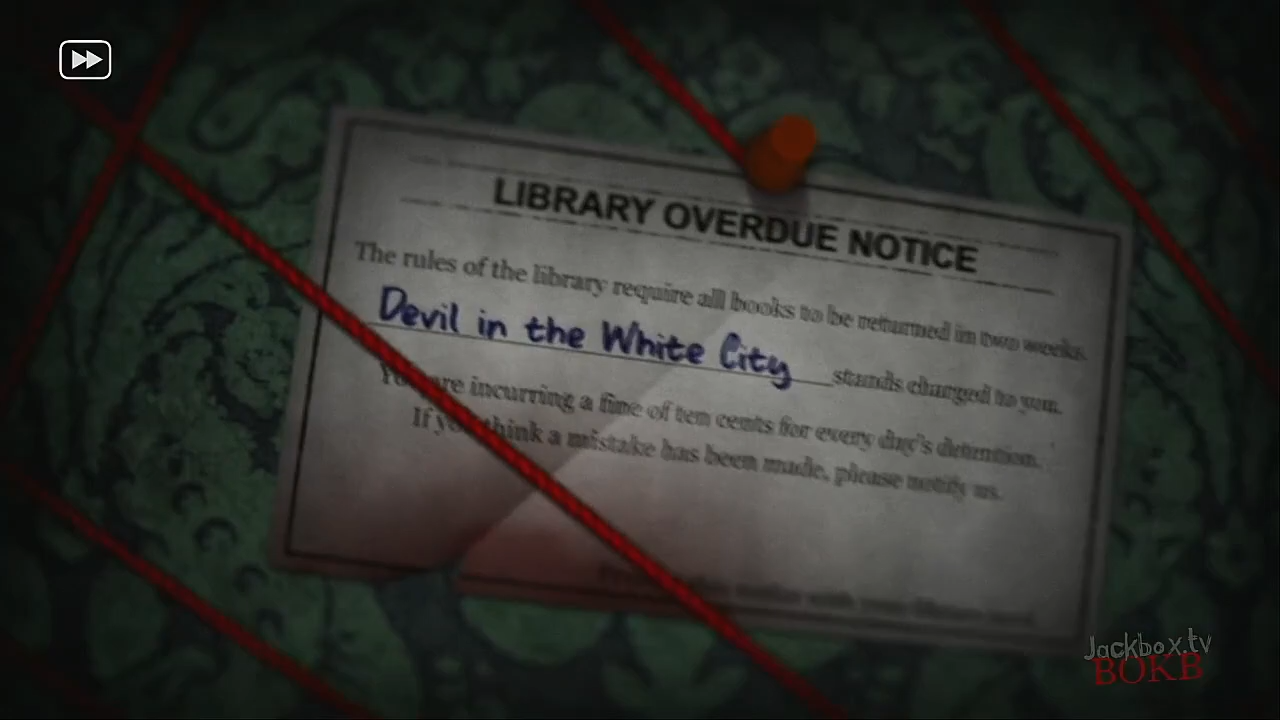 LIBRARY OVERDUE NOTICE
The rules of the library require all books to be returned in two weeks.
Devil in the White City stands charged to you.
You are incurring a fine of ten cents for every day's detention.
If you think a mistake has been made, please notify us.
Jackbox.tv
BOKB